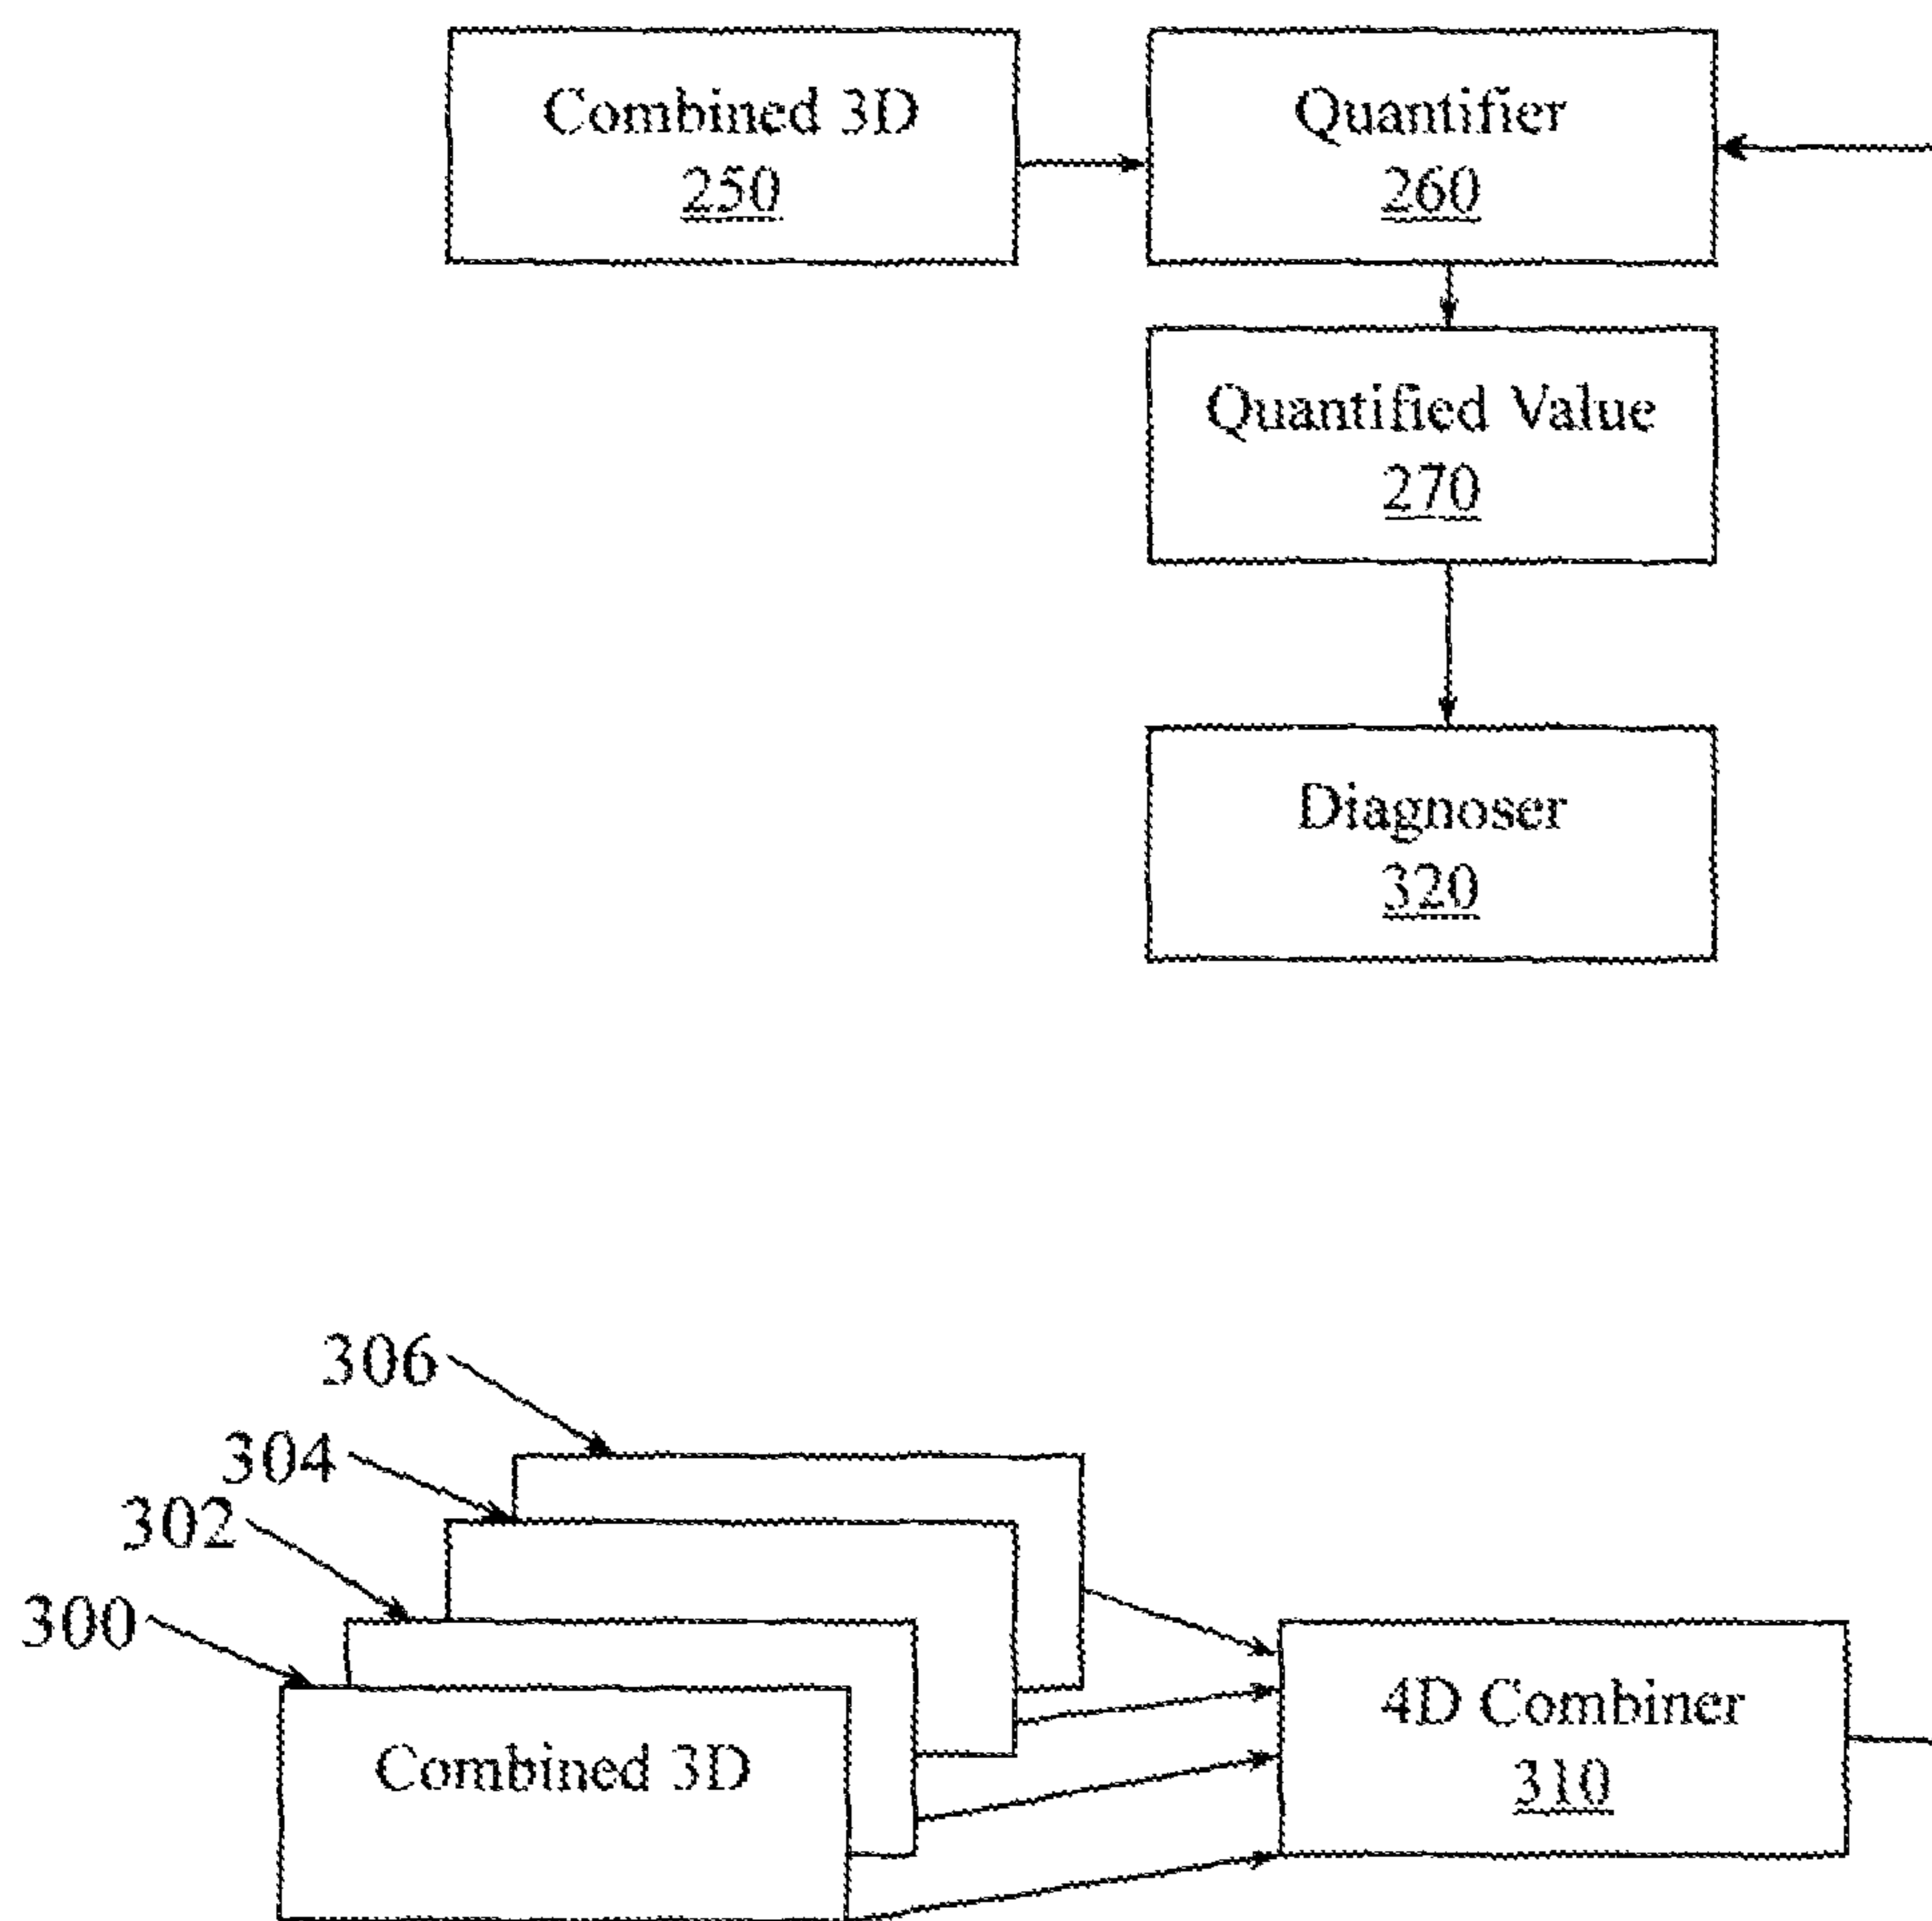 Combined 3D
250
Quantifier
260
Quantified Value
270
Diagnoser
320
306
304
302
300
Combined 3D
4D Combiner
310